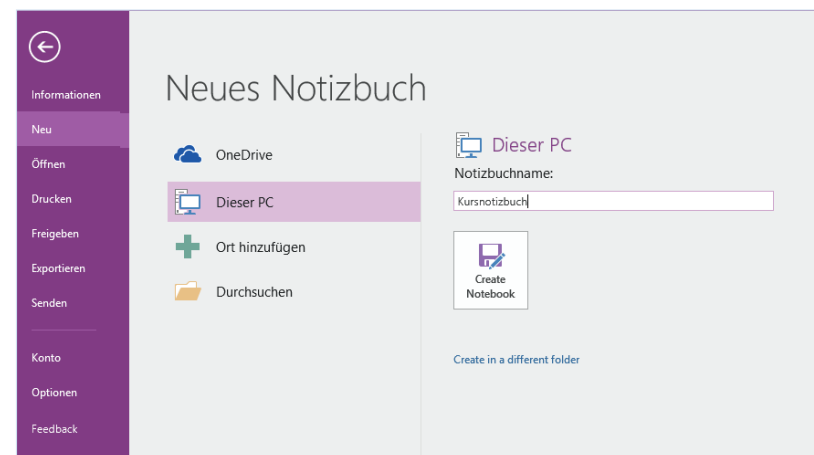 Informationen
Neu
Öffnen
Drucken
Freigeben
Exportieren
Senden
Konto
Optionen
Feedback
Neues Notizbuch
OneDrive
Dieser PC
Ort hinzufügen
Durchsuchen
Dieser PC
Notizbuchname:
Kursnotizbuch
Create
Notebook
Create in a different folder